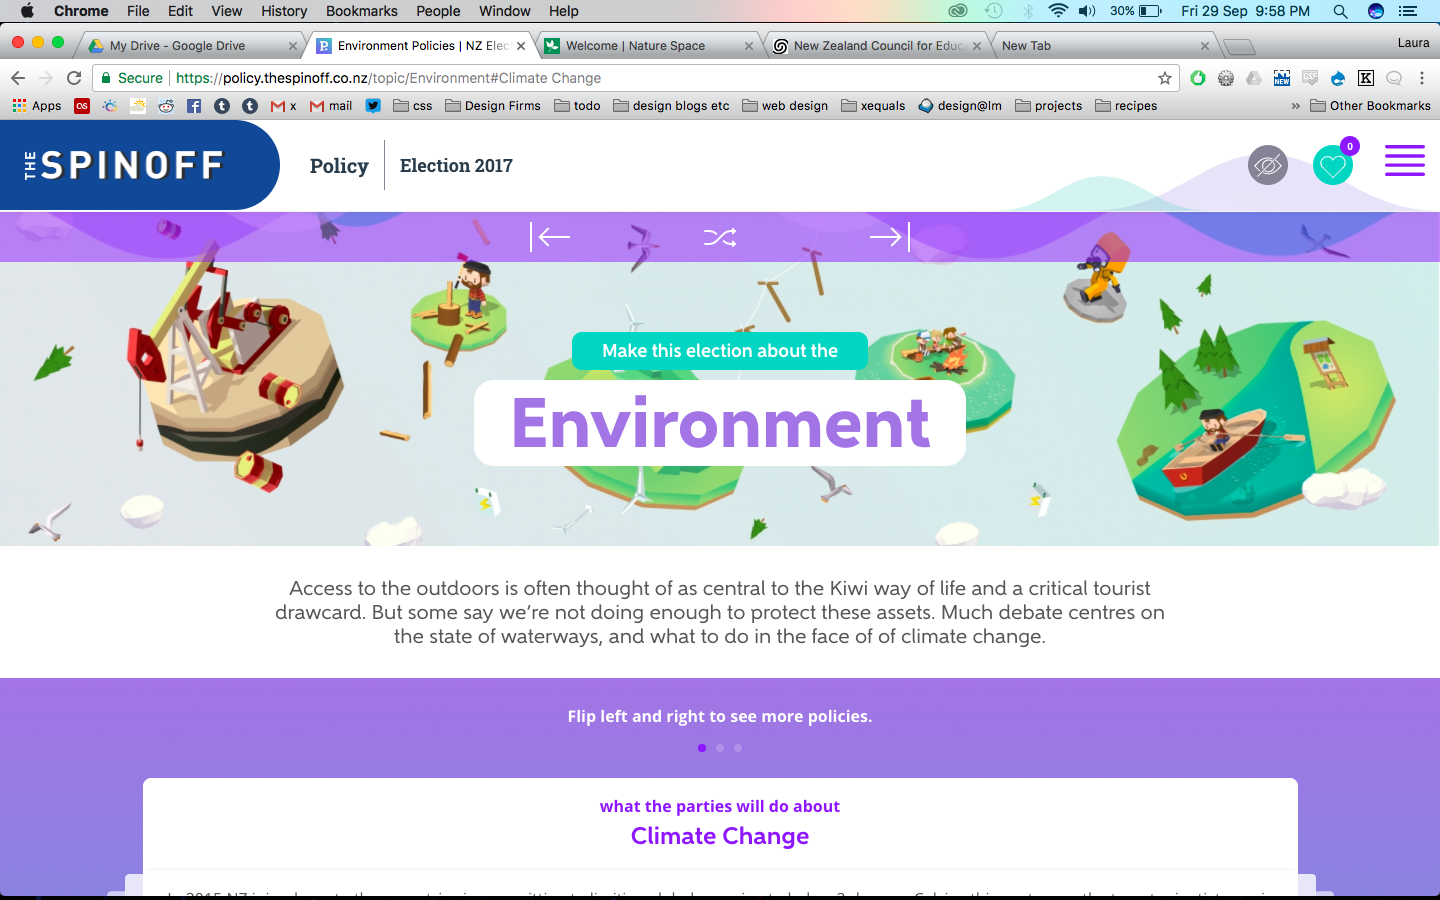 Chrome File Edit View History Bookmarks People Window Help 30% Fri 29 Sep 9:58 PM
My Drive - Google Drive
Environment Policies | NZ Elec
Welcome | Nature Space
New Zealand Council for Educa
New Tab
Laura
Secure https://policy.thespinoff.co.nz/topic/Environment#Climate Change
Apps M x M mail css Design Firms todo design blogs etc web design xequals design@lm projects recipes » Other Bookmarks
THE SPINOFF
Policy
Election 2017
0
Make this election about the
Environment
Access to the outdoors is often thought of as central to the Kiwi way of life and a critical tourist
drawcard. But some say we're not doing enough to protect these assets. Much debate centres on
the state of waterways, and what to do in the face of of climate change.
Flip left and right to see more policies.
what the parties will do about
Climate Change